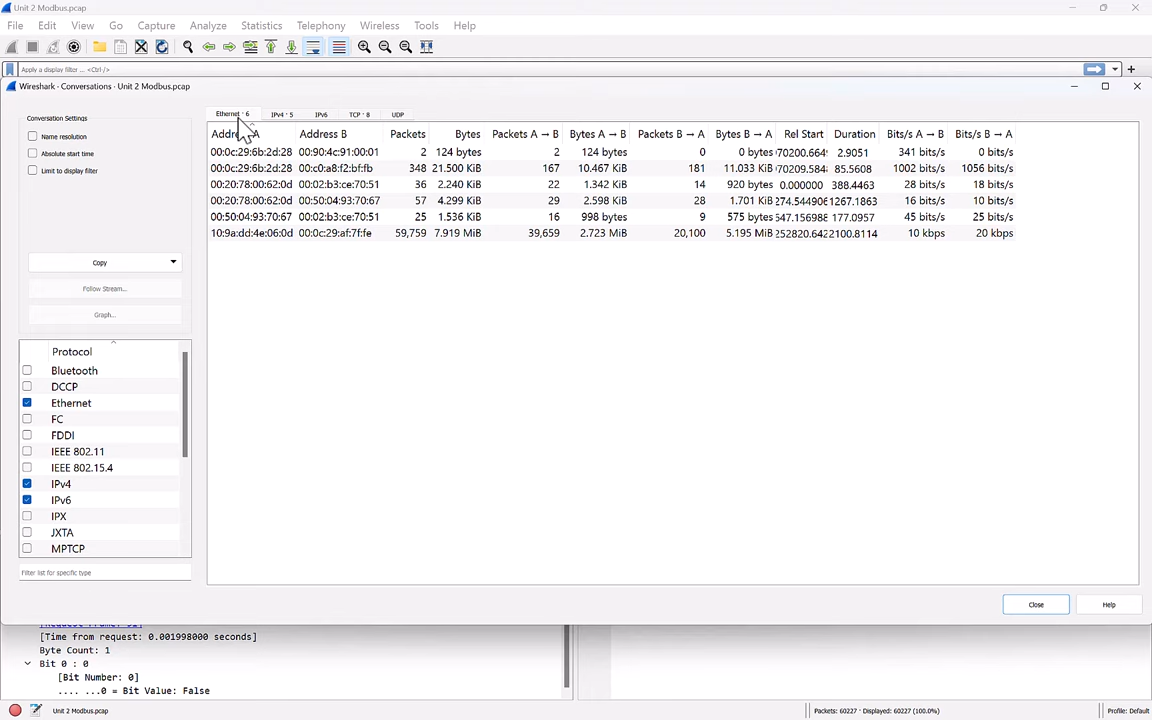 Unit 2 Modbus.pcap
File Edit View Go Capture Analyze Statistics Telephony Wireless Tools Help
Apply a display filter ... <Ctrl-/>
Wireshark · Conversations · Unit 2 Modbus.pcap
Conversation Settings
Name resolution
Absolute start time
Limit to display filter
Copy
Follow Stream...
Graph...
Protocol
Bluetooth
DCCP
Ethernet
FC
FDDI
IEEE 802.11
IEEE 802.15.4
IPv4
IPv6
IPX
JXTA
MPTCP
Filter list for specific type
Ethernet · 6 IPv4 · 5 IPv6 TCP · 8 UDP
Address A Address B Packets Bytes Packets A → B Bytes A → B Packets B → A Bytes B → A Rel Start Duration Bits/s A → B Bits/s B → A
00:0c:29:6b:2d:28 00:90:4c:91:00:01 2 124 bytes 2 124 bytes 0 0 bytes 2.9051 341 bits/s 0 bits/s
00:0c:29:6b:2d:28 00:c0:a8:f2:bf:fb 348 21.500 KiB 167 10.467 KiB 181 11.033 KiB 85.5608 1002 bits/s 1056 bits/s
00:20:78:00:62:0d 00:02:b3:ce:70:51 36 2.240 KiB 22 1.342 KiB 14 920 bytes 0.000000 388.4463 28 bits/s 18 bits/s
00:20:78:00:62:0d 00:50:04:93:70:67 57 4.299 KiB 29 2.598 KiB 28 1.701 KiB 1267.1863 16 bits/s 10 bits/s
00:50:04:93:70:67 00:02:b3:ce:70:51 25 1.536 KiB 16 998 bytes 9 575 bytes 177.0957 45 bits/s 25 bits/s
10:9a:dd:4e:06:0d 00:0c:29:af:7f:fe 59,759 7.919 MiB 39,659 2.723 MiB 20,100 5.195 MiB 2100.8114 10 kbps 20 kbps
Close Help
[Time from request: 0.001998000 seconds]
Byte Count: 1
Bit 0 : 0
[Bit Number: 0]
.... ...0 = Bit Value: False
Unit 2 Modbus.pcap
Packets: 60227 · Displayed: 60227 (100.0%)
Profile: Default